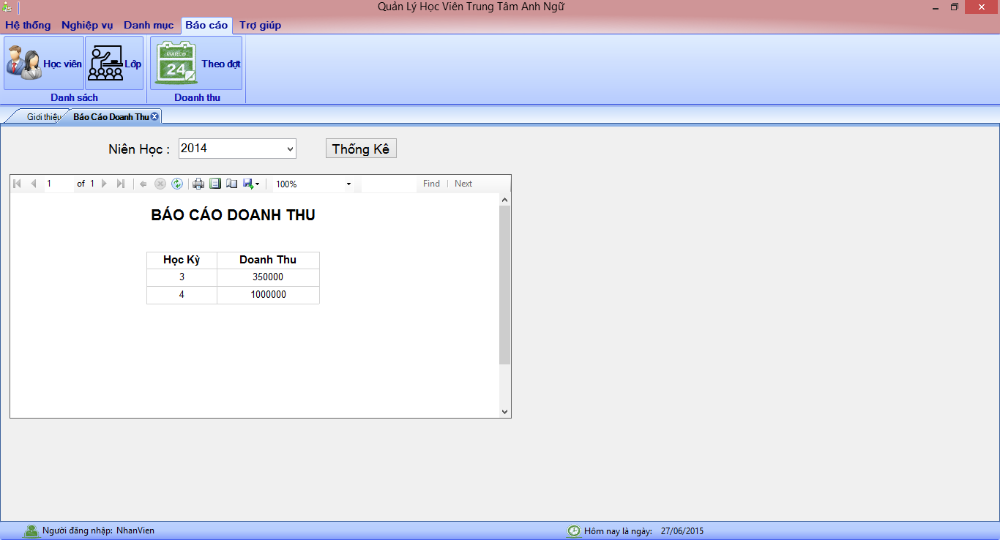 Quản Lý Học Viên Trung Tâm Anh Ngữ
Hệ thống Nghiệp vụ Danh mục Báo cáo Trợ giúp
Học viên Lớp MARCH 24 Theo đợt
Danh sách Doanh thu
Giới thiệu Báo Cáo Doanh Thu
Niên Học : 2014 Thống Kê
1 of 1 100% Find Next
BÁO CÁO DOANH THU
Học Kỳ Doanh Thu
3 350000
4 1000000
Người đăng nhập: NhanVien Hôm nay là ngày: 27/06/2015